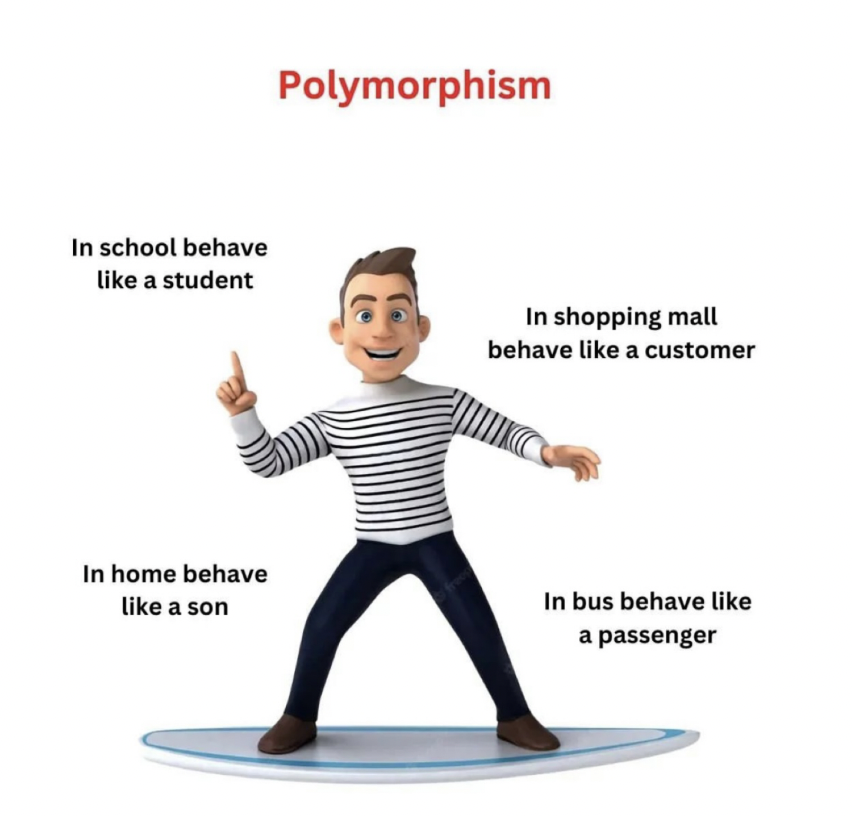 Polymorphism
In school behave
like a student
In shopping mall
behave like a customer
In home behave
like a son
In bus behave like
a passenger